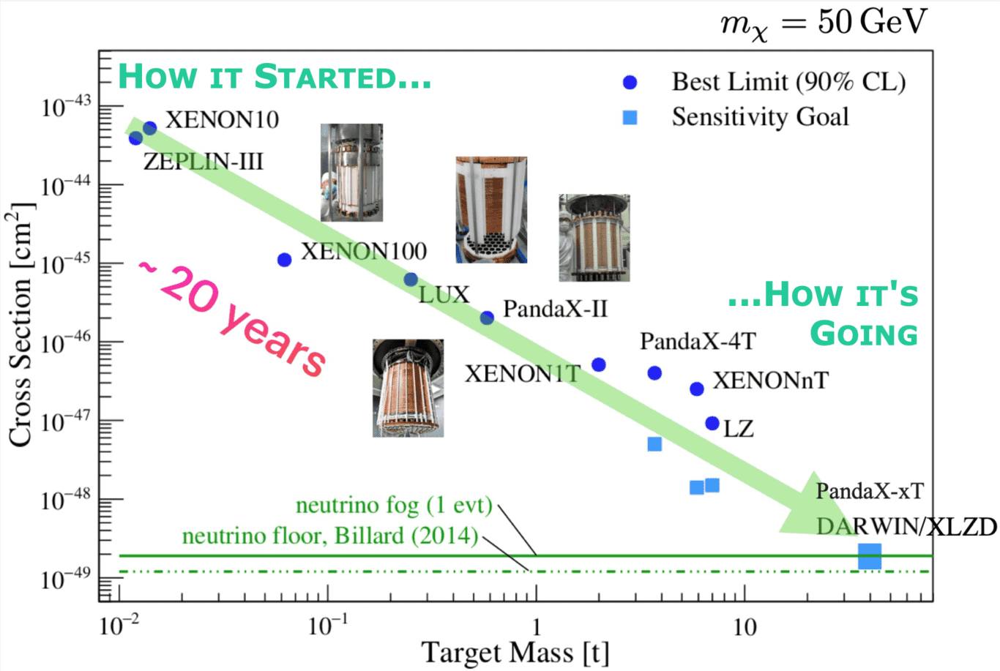 mχ = 50 GeV
How it Started...
Best Limit (90% CL)
Sensitivity Goal
XENON10
ZEPLIN-III
XENON100
LUX
PandaX-II
~ 20 years
...How it's
Going
PandaX-4T
XENON1T
XENONnT
LZ
PandaX-xT
DARWIN/XLZD
neutrino fog (1 evt)
neutrino floor, Billard (2014)
Cross Section [cm²]
10⁻⁴³
10⁻⁴⁴
10⁻⁴⁵
10⁻⁴⁶
10⁻⁴⁷
10⁻⁴⁸
10⁻⁴⁹
10⁻² 10⁻¹ 1 10
Target Mass [t]